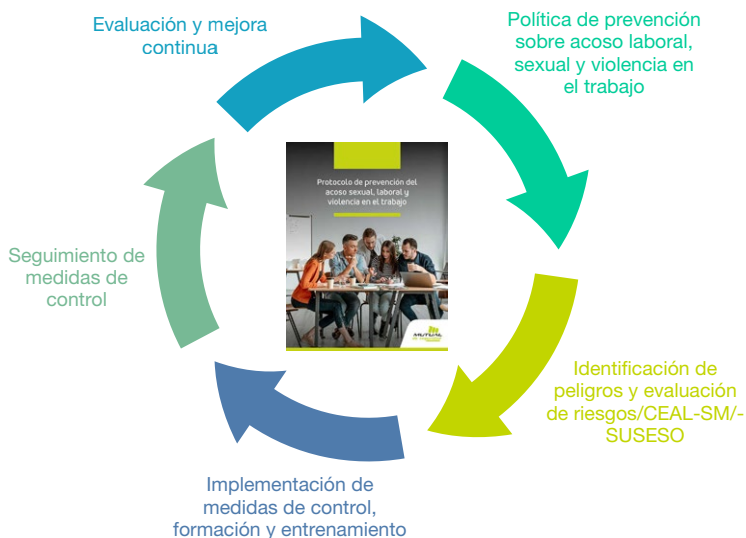 Evaluación y mejora
continua
Política de prevención
sobre acoso laboral,
sexual y violencia en
el trabajo
Protocolo de prevención del
acoso sexual, laboral y
violencia en el trabajo
MUTUAL
Seguimiento de
medidas de
control
Identificación de
peligros y evaluación
de riesgos/CEAL-SM/-
SUSESO
Implementación de
medidas de control,
formación y entrenamiento